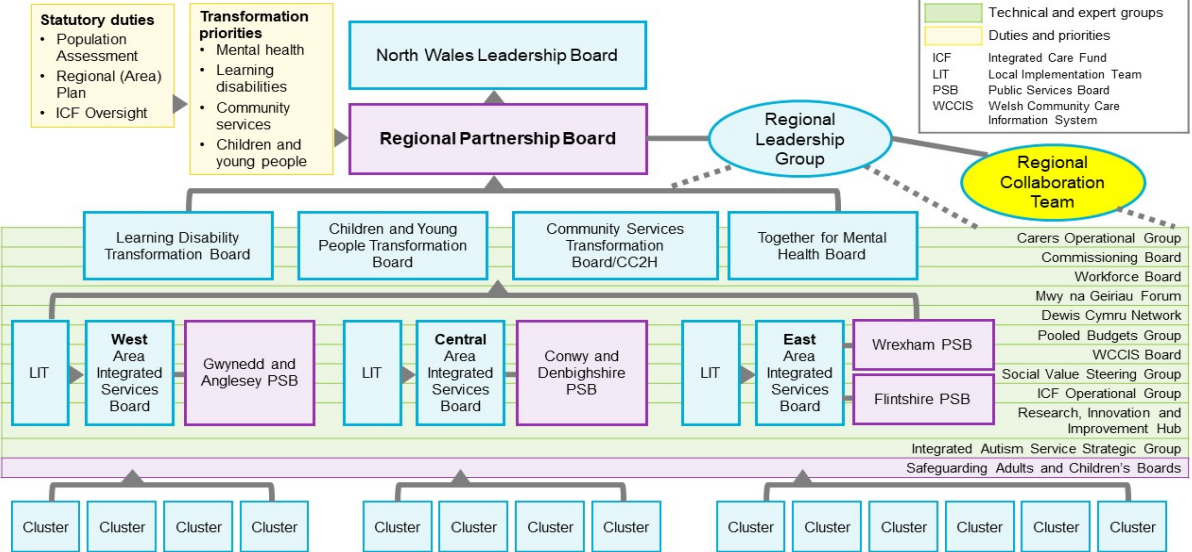 Statutory duties
• Population
Assessment
• Regional (Area)
Plan
• ICF Oversight
Transformation
priorities
• Mental health
• Learning
disabilities
• Community
services
• Children and
young people
North Wales Leadership Board
Regional Partnership Board
Regional
Leadership
Group
Regional
Collaboration
Team
Technical and expert groups
Duties and priorities
ICF Integrated Care Fund
LIT Local Implementation Team
PSB Public Services Board
WCCIS Welsh Community Care
Information System
Learning Disability
Transformation Board
Children and Young
People Transformation
Board
Community Services
Transformation
Board/CC2H
Together for Mental
Health Board
Carers Operational Group
Commissioning Board
Workforce Board
Mwy na Geiriau Forum
Dewis Cymru Network
Pooled Budgets Group
WCCIS Board
Social Value Steering Group
ICF Operational Group
Research, Innovation and
Improvement Hub
Integrated Autism Service Strategic Group
Safeguarding Adults and Children's Boards
LIT
West
Area
Integrated
Services
Board
Gwynedd and
Anglesey PSB
LIT
Central
Area
Integrated
Services
Board
Conwy and
Denbighshire
PSB
LIT
East
Area
Integrated
Services
Board
Wrexham PSB
Flintshire PSB
Cluster
Cluster
Cluster
Cluster
Cluster
Cluster
Cluster
Cluster
Cluster
Cluster
Cluster
Cluster
Cluster
Cluster